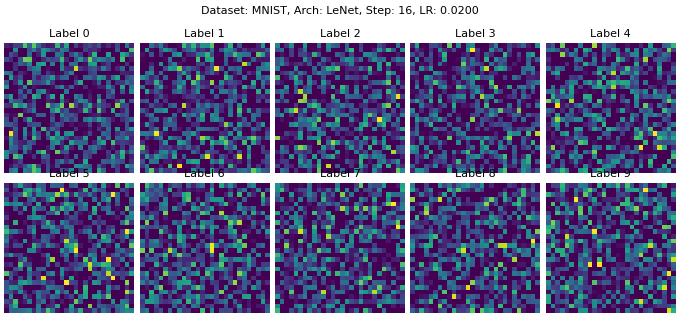 Dataset: MNIST, Arch: LeNet, Step: 16, LR: 0.0200
Label 0 Label 1 Label 2 Label 3 Label 4
Label 5 Label 6 Label 7 Label 8 Label 9